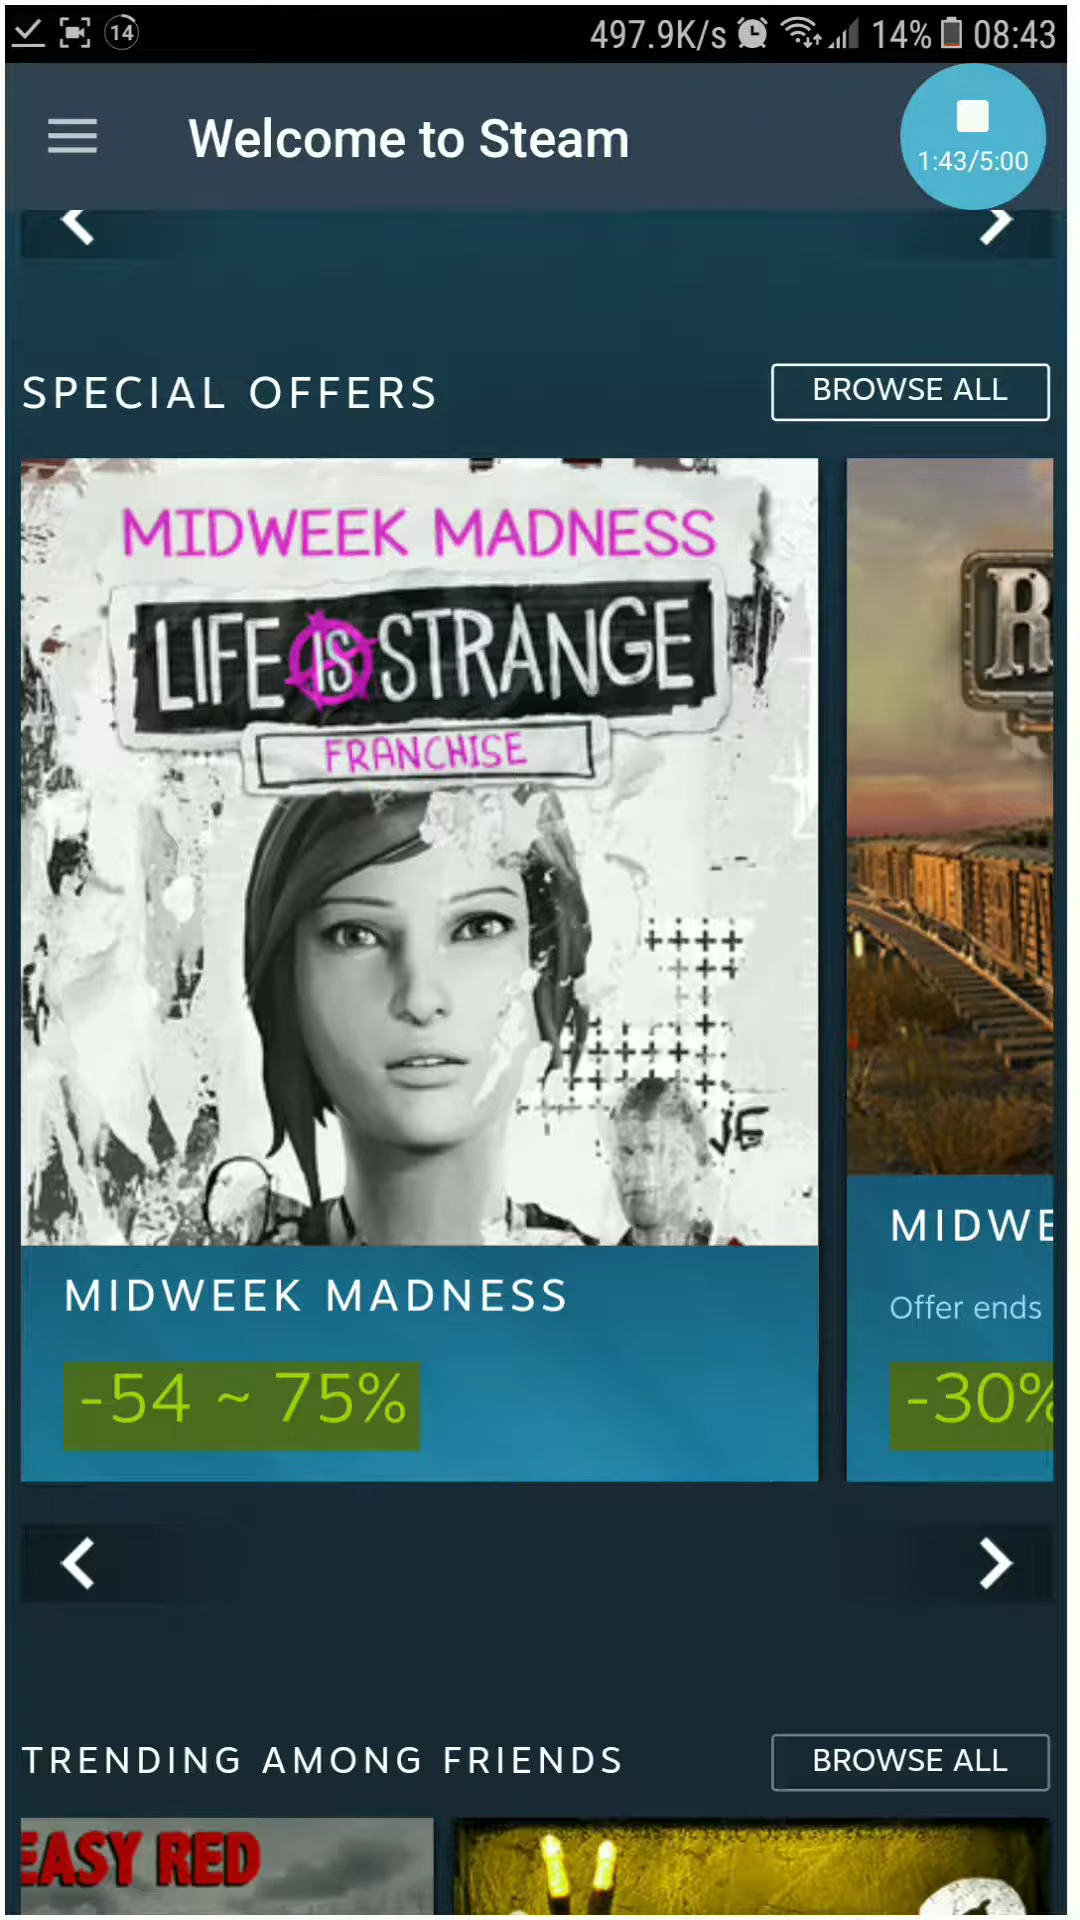 14 497.9K/s 14% 08:43
Welcome to Steam
1:43/5:00
SPECIAL OFFERS
BROWSE ALL
MIDWEEK MADNESS
LIFE IS STRANGE
FRANCHISE
MIDWEEK MADNESS
-54 ~ 75%
MIDWE
Offer ends
-30%
TRENDING AMONG FRIENDS
BROWSE ALL
EASY RED